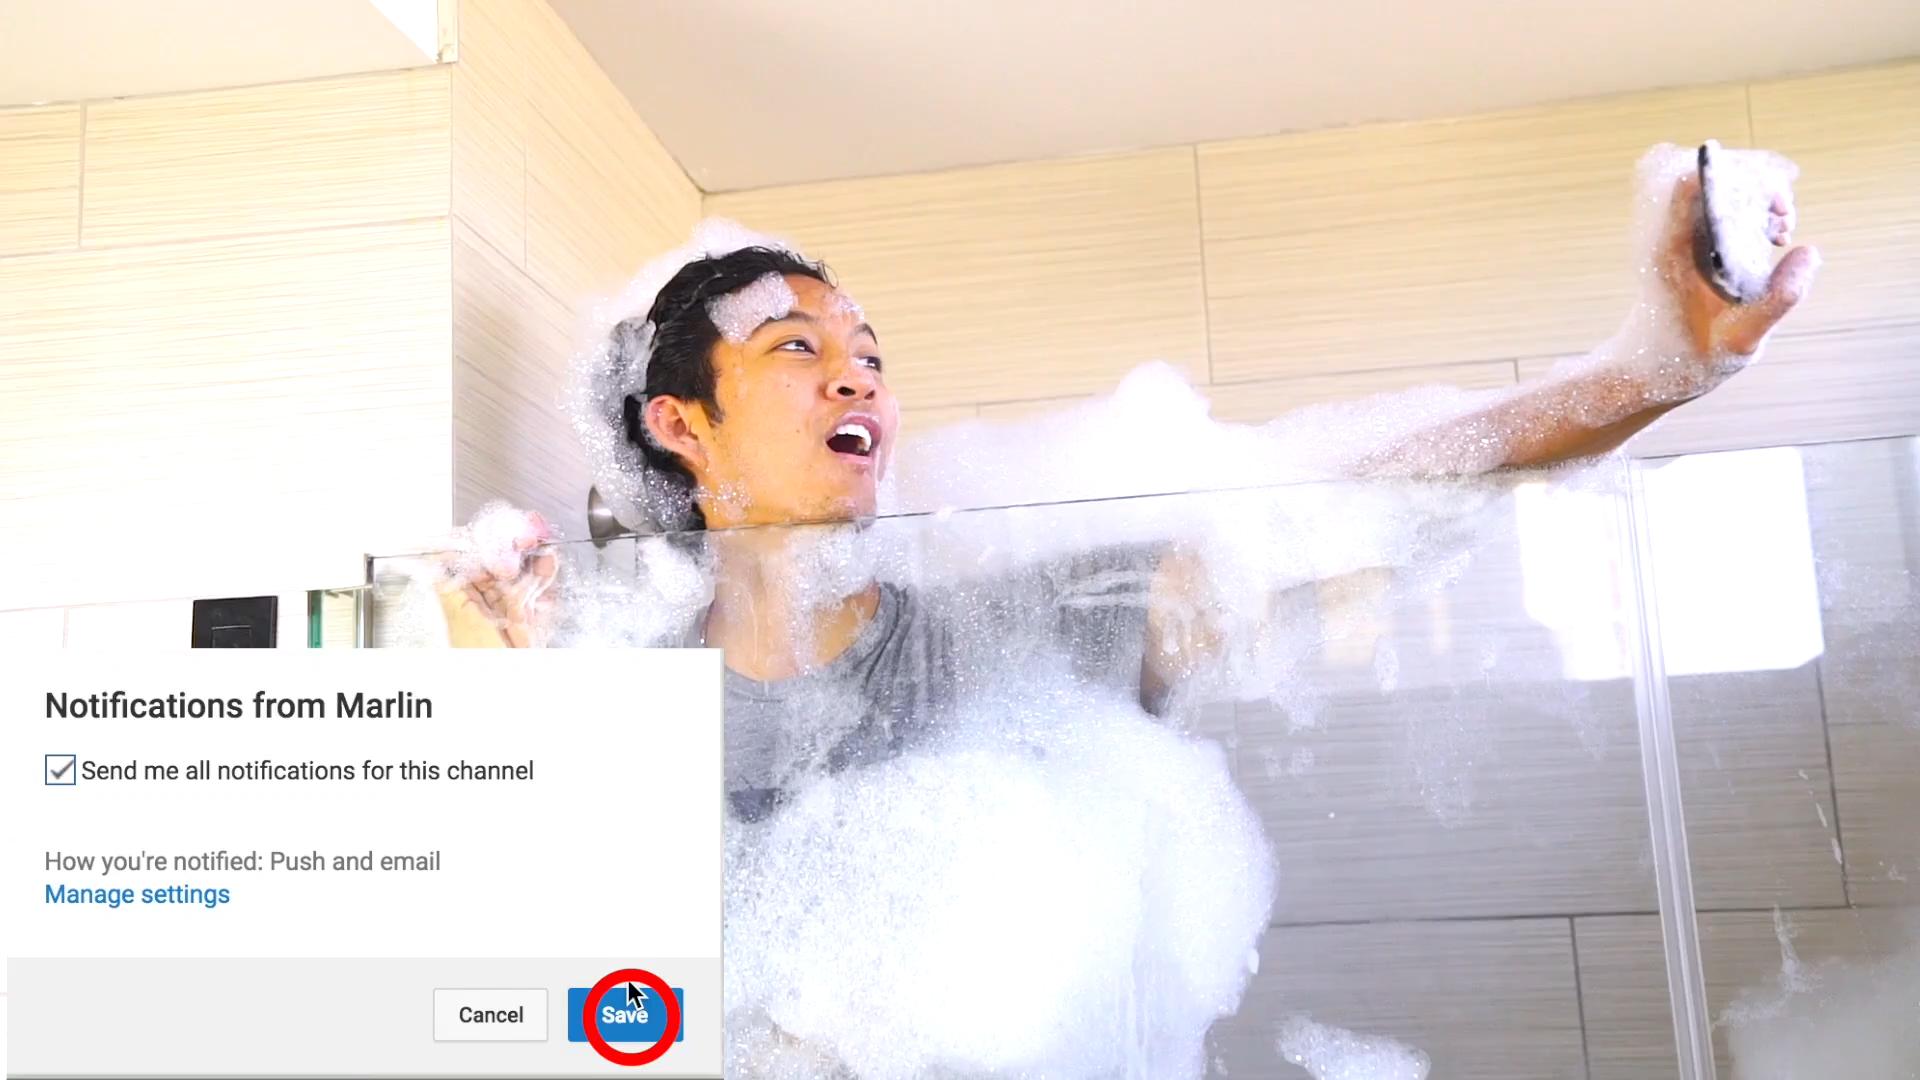 Notifications from Marlin
Send me all notifications for this channel
How you're notified: Push and email
Manage settings
Cancel
Save